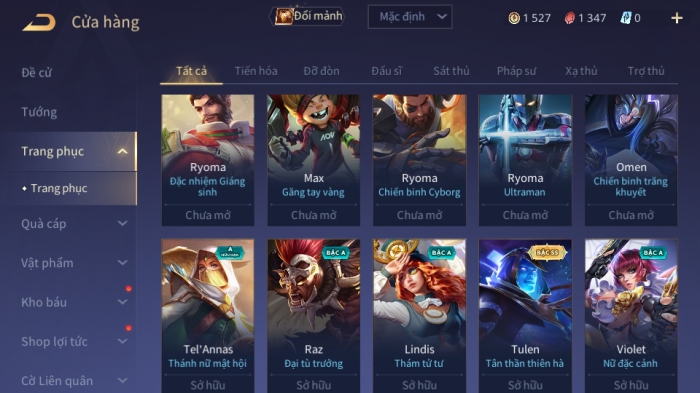 Cửa hàng
Đổi mảnh
Mặc định
1 527
1 347
0
Đề cử
Tướng
Trang phục
Trang phục
Quà cáp
Vật phẩm
Kho báu
Shop lợi tức
Cờ Liên quân
Tất cả Tiến hóa Đỡ đòn Đấu sĩ Sát thủ Pháp sư Xạ thủ Trợ thủ
Ryoma
Đặc nhiệm Giáng
sinh
Chưa mở
AOV
Max
Găng tay vàng
Chưa mở
Ryoma
Chiến binh Cyborg
Chưa mở
Ryoma
Ultraman
Chưa mở
Omen
Chiến binh trăng
khuyết
Chưa mở
A
Tel'Annas
Thánh nữ mật hội
Sở hữu
BẬC A
Raz
Đại tù trưởng
Sở hữu
BẬC A
Lindis
Thám tử tư
Sở hữu
BẬC SS
Tulen
Tân thần thiên hà
Sở hữu
BẬC A
Violet
Nữ đặc cảnh
Sở hữu